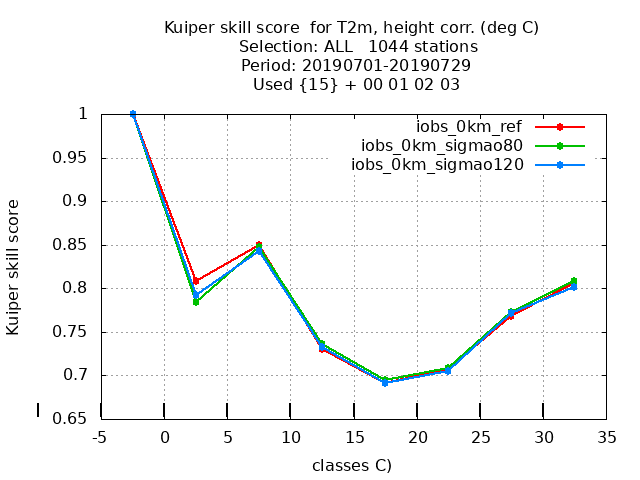 Kuiper skill score  for T2m, height corr. (deg C)
Selection: ALL   1044 stations
Period: 20190701-20190729
Used {15} + 00 01 02 03
iobs_0km_ref
iobs_0km_sigmao80
iobs_0km_sigmao120
1
0.95
0.9
0.85
0.8
0.75
0.7
0.65
Kuiper skill score
-5 0 5 10 15 20 25 30 35
classes C)